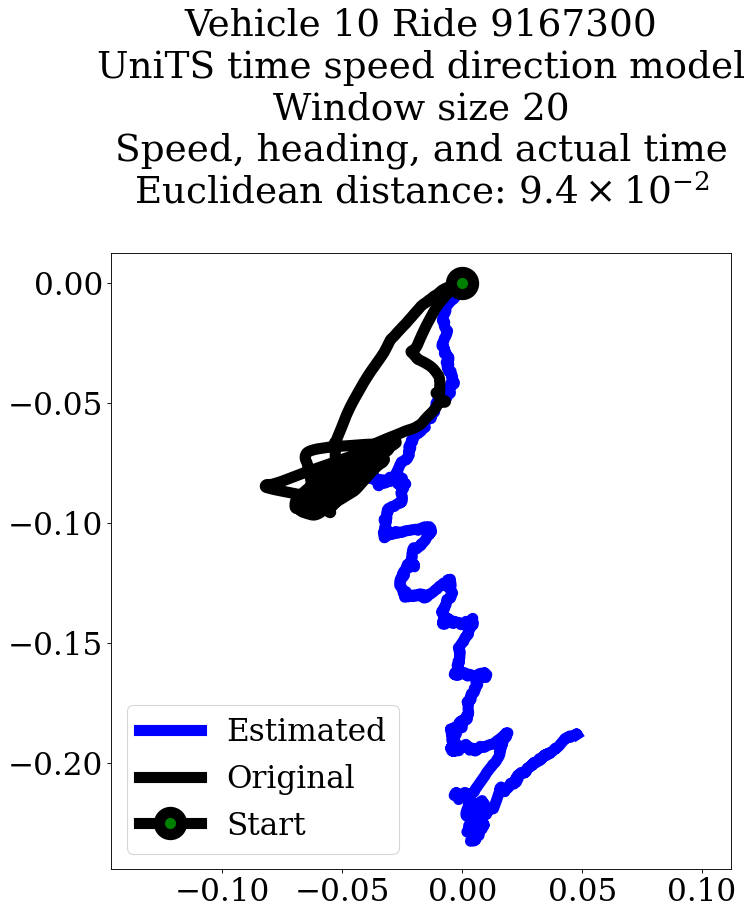 Vehicle 10 Ride 9167300
UniTS time speed direction model
Window size 20
Speed, heading, and actual time
Euclidean distance: 9.4 × 10⁻²
0.00
−0.05
−0.10
−0.15
−0.20
Estimated
Original
Start
−0.10 −0.05 0.00 0.05 0.10